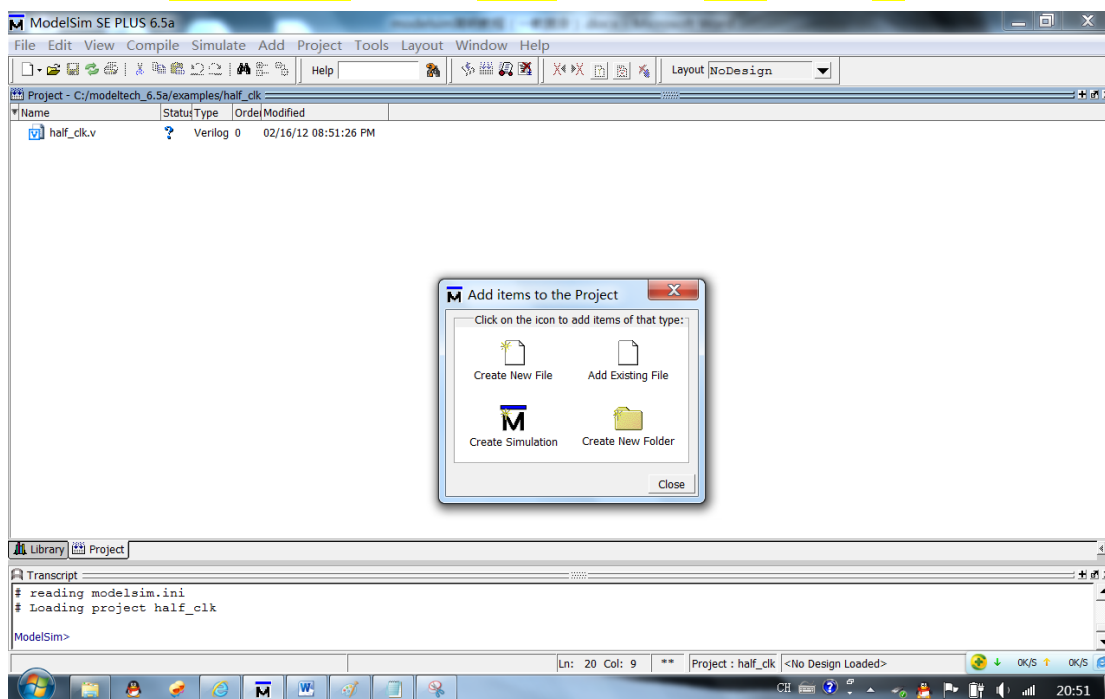 ModelSim SE PLUS 6.5a
File Edit View Compile Simulate Add Project Tools Layout Window Help
Help
Layout NoDesign
Project - C:/modeltech_6.5a/examples/half_clk
Name Statu Type Orde Modified
half_clk.v ? Verilog 0 02/16/12 08:51:26 PM
Add items to the Project
Click on the icon to add items of that type:
Create New File Add Existing File
Create Simulation Create New Folder
Close
Library Project
Transcript
# reading modelsim.ini
# Loading project half_clk
ModelSim>
Ln: 20 Col: 9 ** Project : half_clk <No Design Loaded> 0K/S 0K/S
CH 20:51